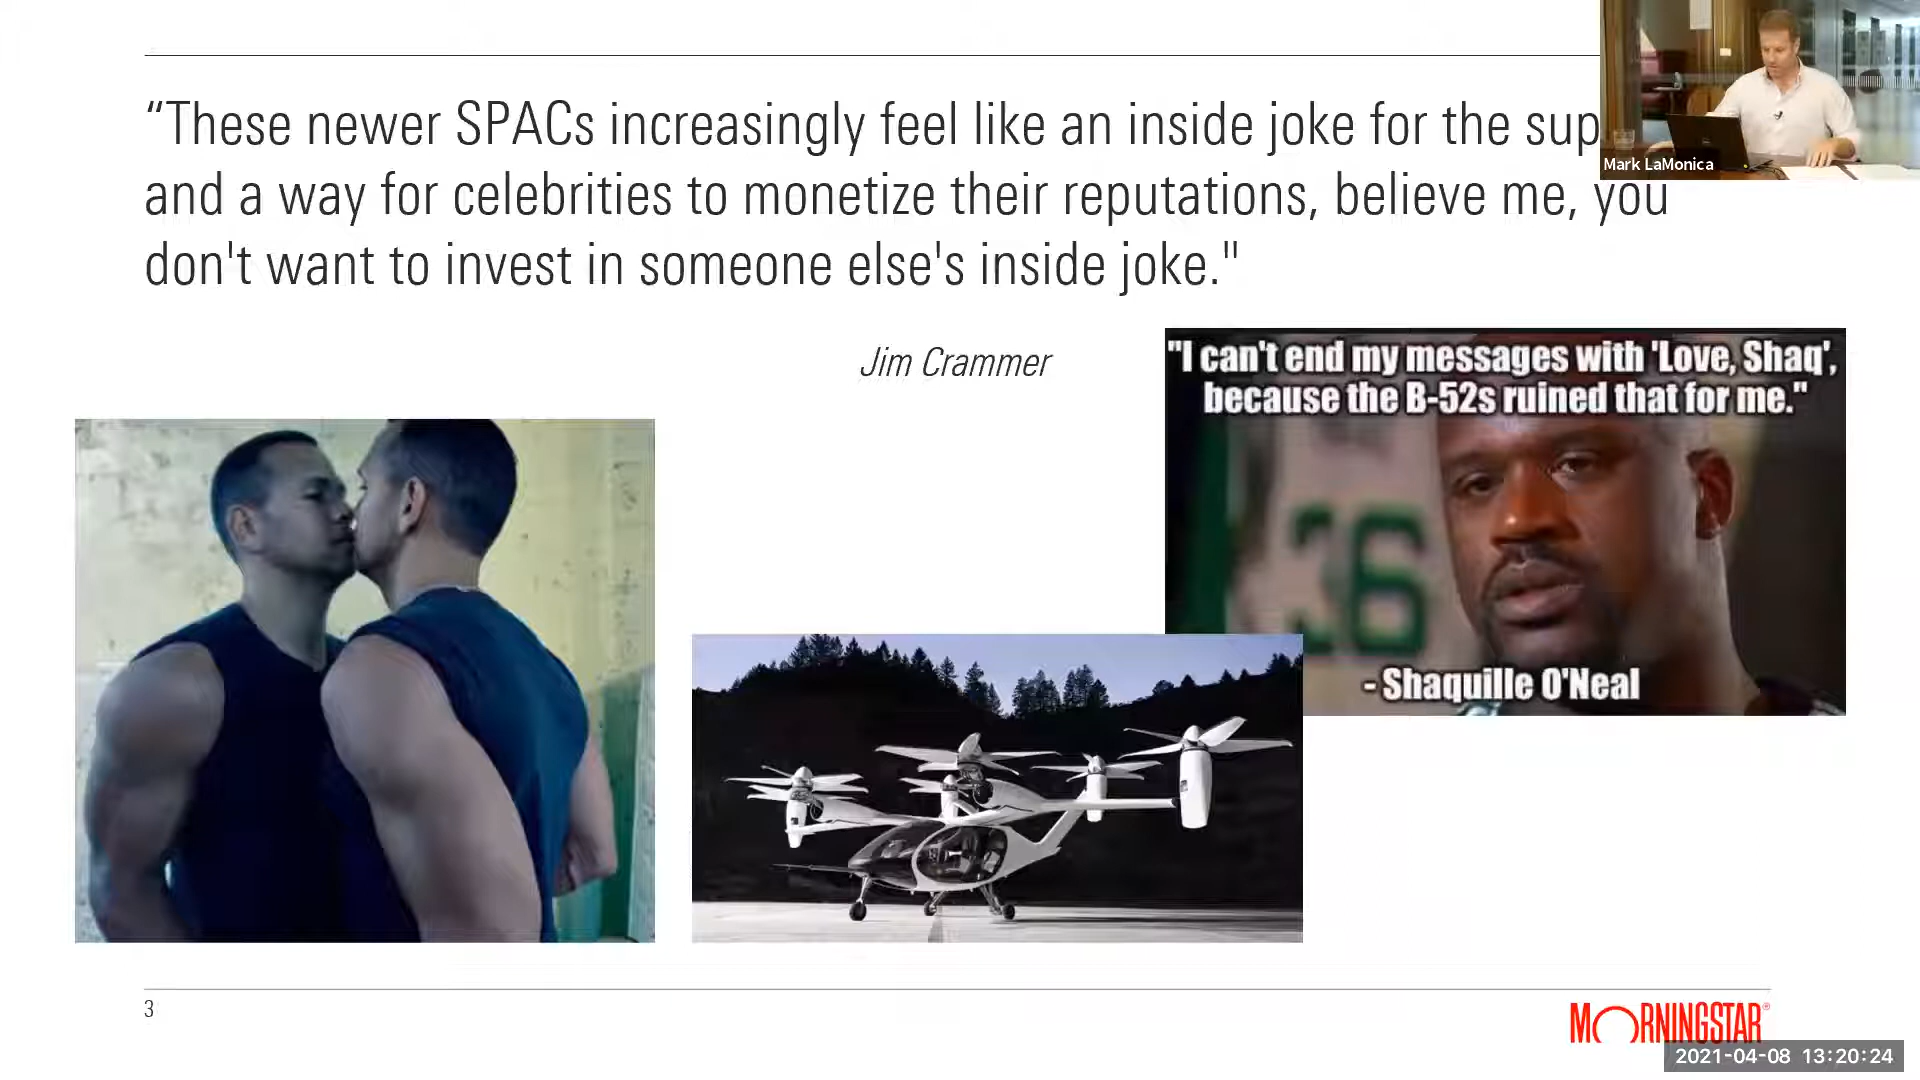 “These newer SPACs increasingly feel like an inside joke for the
and a way for celebrities to monetize their reputations, believe me, you
don't want to invest in someone else's inside joke."
Jim Crammer
Mark LaMonica
"I can't end my messages with 'Love, Shaq',
because the B-52s ruined that for me."
- Shaquille O'Neal
36
3
MORNINGSTAR®
2021-04-08 13:20:24